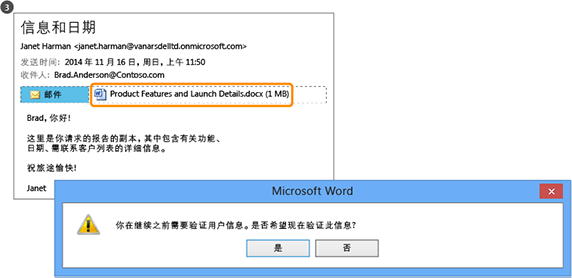 3
信息和日期
Janet Harman <janet.harman@vanarsdelltd.onmicrosoft.com>
发送时间: 2014 年 11 月 16 日，周日，上午 11:50
收件人: Brad.Anderson@Contoso.com
邮件 Product Features and Launch Details.docx (1 MB)
Brad，你好!
这里是你请求的报告的副本，其中包含有关功能、
日期、需联系客户列表的详细信息。
祝旅途愉快!
Janet
Microsoft Word
你在继续之前需要验证用户信息。是否希望现在验证此信息?
是 否